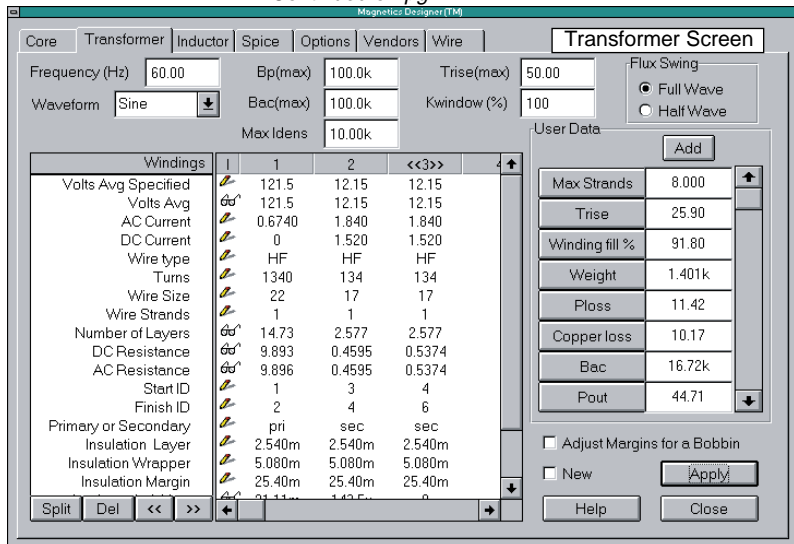 Magnetics Designer(TM)
Core Transformer Inductor Spice Options Vendors Wire
Transformer Screen
Frequency (Hz) 60.00 Bp(max) 100.0k Trise(max) 50.00
Flux Swing
Full Wave
Half Wave
Waveform Sine Bac(max) 100.0k Kwindow (%) 100
Max Idens 10.00k
User Data
Add
Windings I 1 2 <<3>> 4
Volts Avg Specified 121.5 12.15 12.15
Volts Avg 121.5 12.15 12.15
AC Current 0.6740 1.840 1.840
DC Current 0 1.520 1.520
Wire type HF HF HF
Turns 1340 134 134
Wire Size 22 17 17
Wire Strands 1 1 1
Number of Layers 14.73 2.577 2.577
DC Resistance 9.893 0.4595 0.5374
AC Resistance 9.896 0.4595 0.5374
Start ID 1 3 4
Finish ID 2 4 6
Primary or Secondary pri sec sec
Insulation Layer 2.540m 2.540m 2.540m
Insulation Wrapper 5.080m 5.080m 5.080m
Insulation Margin 25.40m 25.40m 25.40m
Max Strands 8.000
Trise 25.90
Winding fill % 91.80
Weight 1.401k
Ploss 11.42
Copper loss 10.17
Bac 16.72k
Pout 44.71
Adjust Margins for a Bobbin
New Apply
Split Del << >>
Help Close